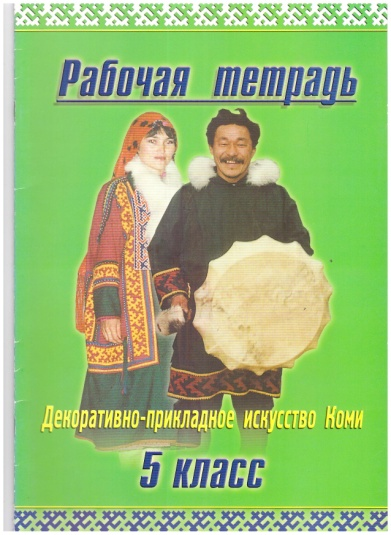 Рабочая тетрадь
Декоративно-прикладное искусство Коми
5 класс